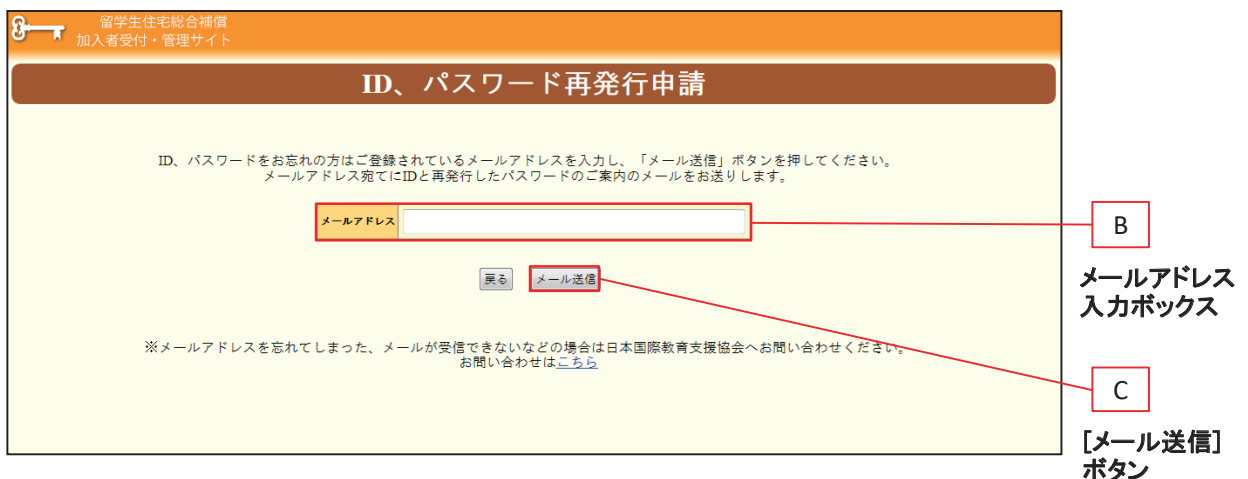 留学生住宅総合補償
加入者受付・管理サイト
ID、パスワード再発行申請
ID、パスワードをお忘れの方はご登録されているメールアドレスを入力し、「メール送信」ボタンを押してください。
メールアドレス宛てにIDと再発行したパスワードのご案内のメールをお送りします。
メールアドレス
B
メールアドレス
入力ボックス
戻る メール送信
※メールアドレスを忘れてしまった、メールが受信できないなどの場合は日本国際教育支援協会へお問い合わせください。
お問い合わせはこちら
C
[メール送信]
ボタン